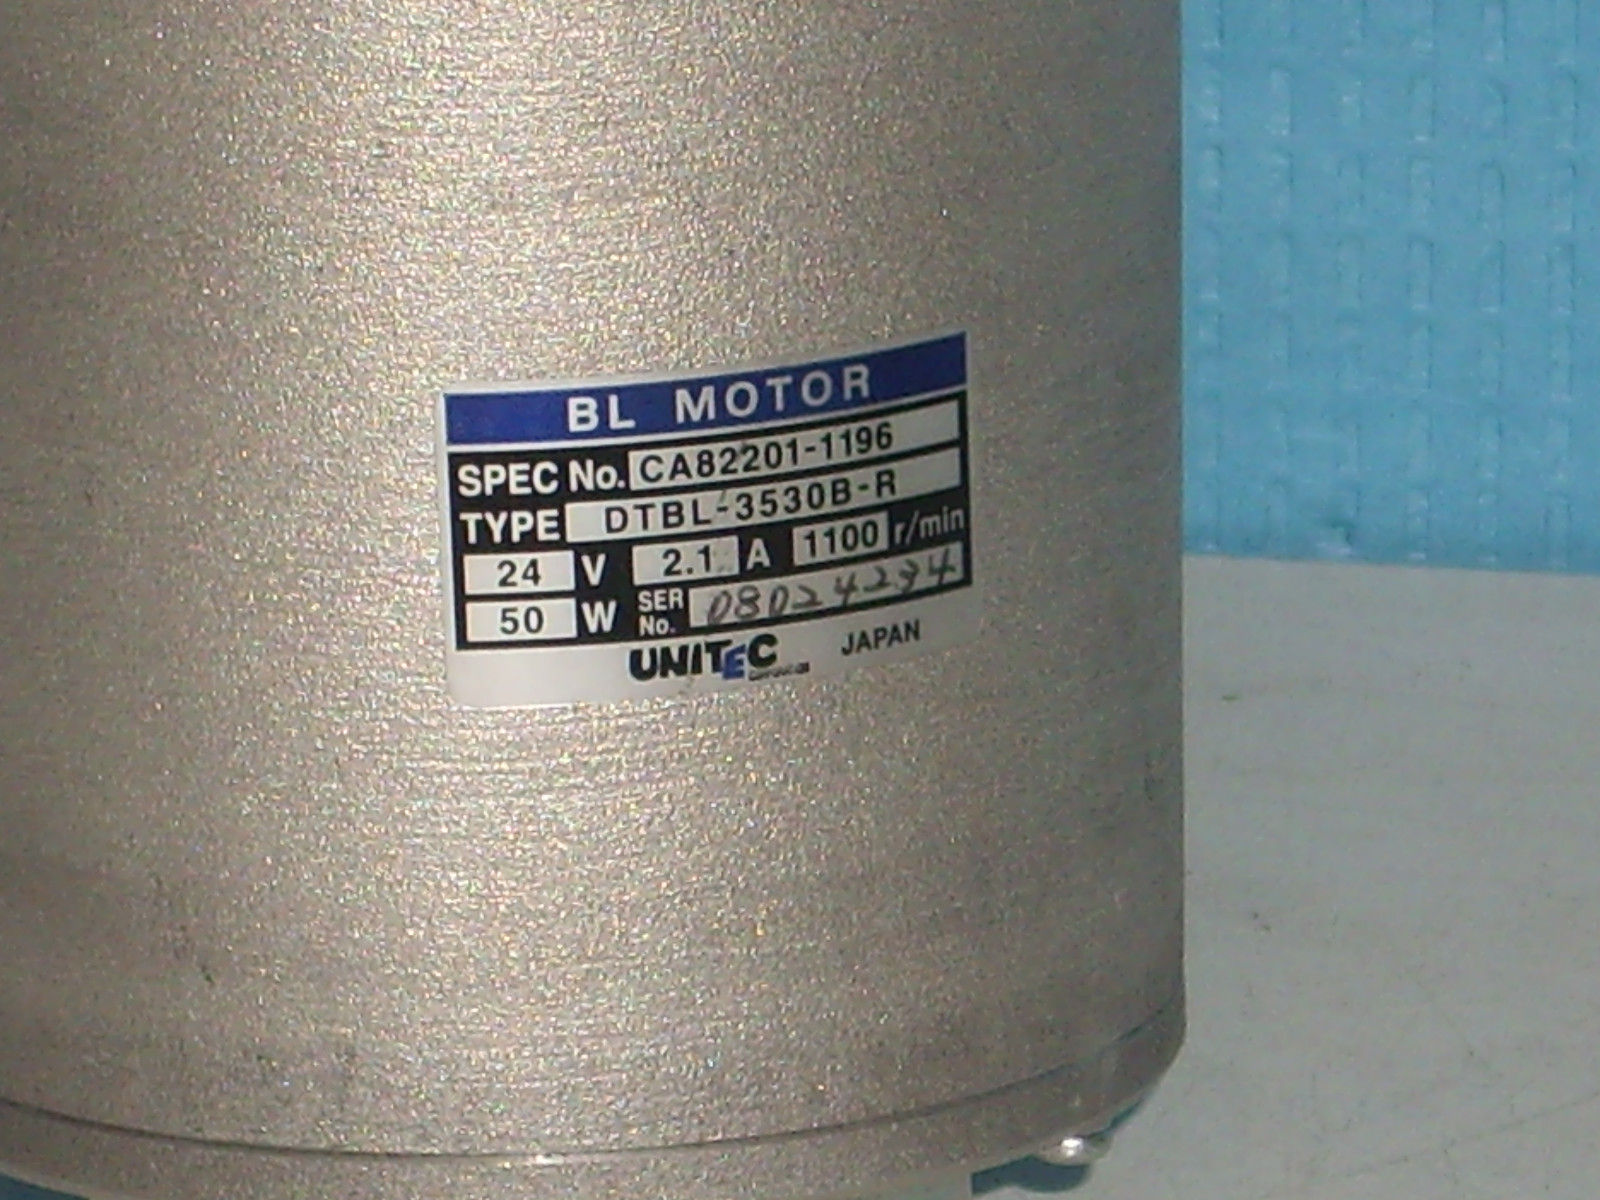 BL MOTOR
SPEC No. CA82201-1196
TYPE DTBL-3530B-R
24 V 2.1 A 1100 r/min
50 W SER No. 08024234
UNITEC JAPAN